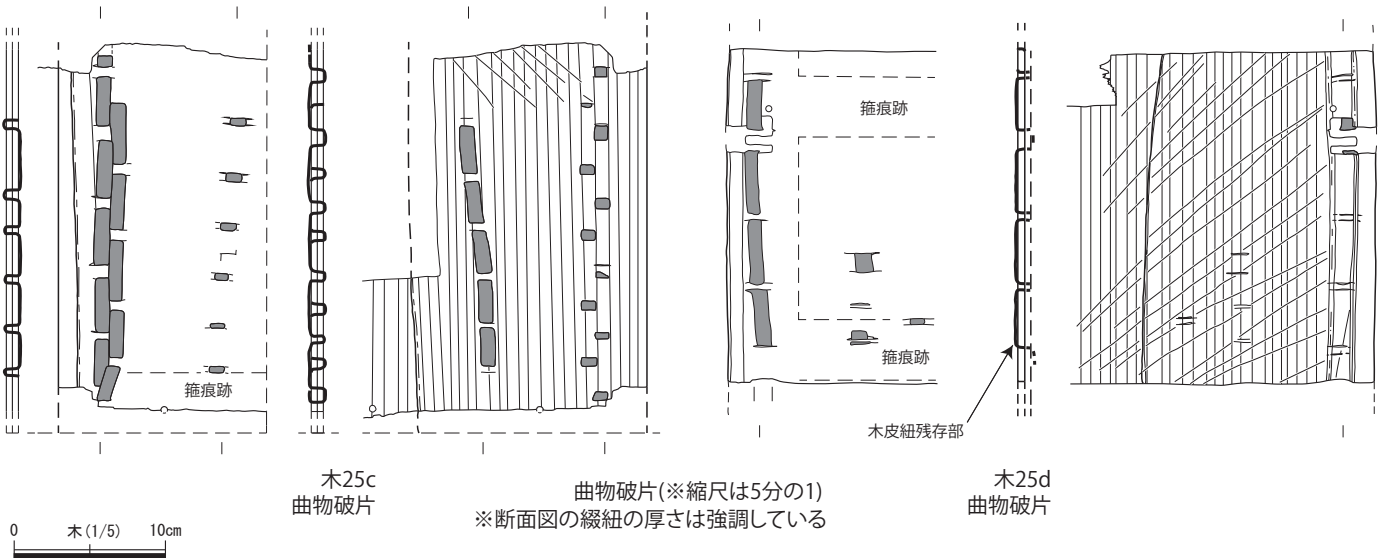 箍痕跡
箍痕跡
箍痕跡
木皮紐残存部
木25c
曲物破片
曲物破片(※縮尺は5分の1)
※断面図の綴紐の厚さは強調している
木25d
曲物破片
0 木(1/5) 10cm